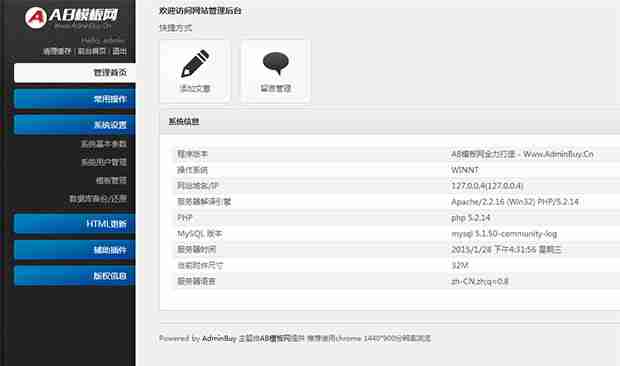 AB模板网
Www.AdminBuy.Cn
Hello, admin
清理缓存 | 前台首页 | 退出
管理首页
常用操作
系统设置
系统基本参数
系统用户管理
模板管理
数据库备份/还原
HTML更新
辅助插件
版权信息
欢迎访问网站管理后台
快捷方式
添加文章
留言管理
系统信息
程序版本 AB模板网全力打造 - Www.AdminBuy.Cn
操作系统 WINNT
网站域名/IP 127.0.0.4(127.0.0.4)
服务器解译引擎 Apache/2.2.16 (Win32) PHP/5.2.14
PHP php 5.2.14
MySQL 版本 mysql 5.1.50-community-log
服务器时间 2015/1/28 下午4:31:56 星期三
当前附件尺寸 32M
服务器语言 zh-CN,zh;q=0.8
Powered by AdminBuy 主题由AB模板网插件 推荐使用chrome 1440*900分辨率浏览